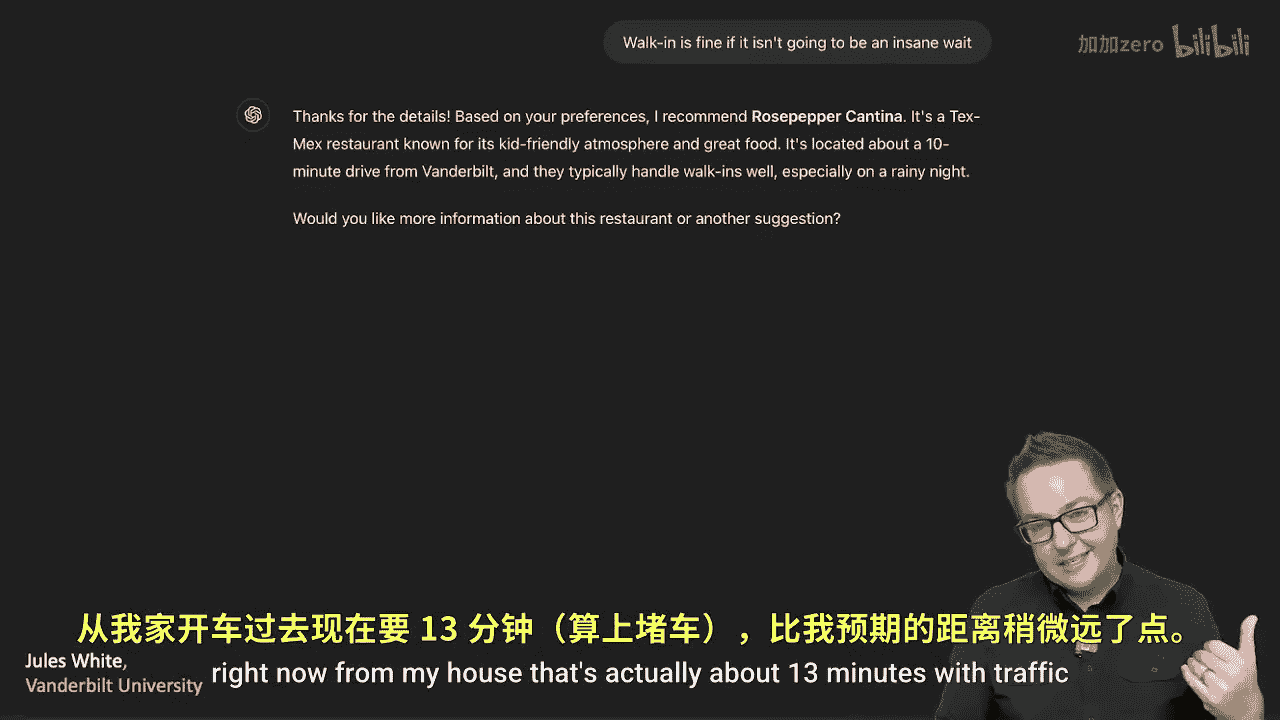 Walk-in is fine if it isn't going to be an insane wait
加加zero bilibili
Thanks for the details! Based on your preferences, I recommend Rosepepper Cantina. It's a Tex-
Mex restaurant known for its kid-friendly atmosphere and great food. It's located about a 10-
minute drive from Vanderbilt, and they typically handle walk-ins well, especially on a rainy night.
Would you like more information about this restaurant or another suggestion?
从我家开车过去现在要 13 分钟（算上堵车），比我预期的距离稍微远了点。
Jules White,
Vanderbilt University
right now from my house that's actually about 13 minutes with traffic